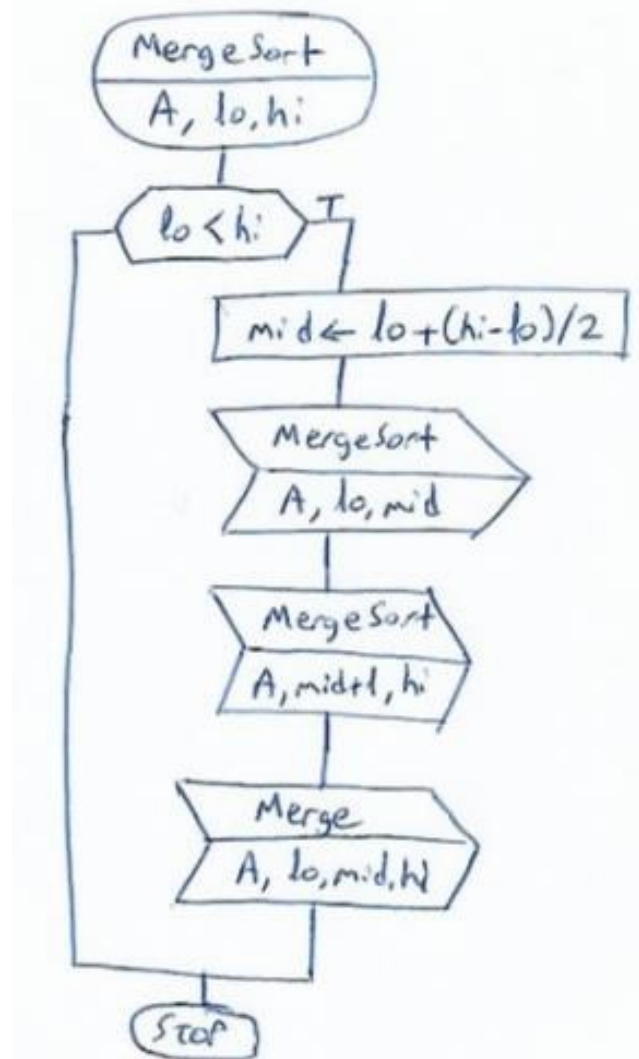 MergeSort
A, lo, hi
lo < hi
T
mid ← lo + (hi-lo)/2
MergeSort
A, lo, mid
MergeSort
A, mid+1, hi
Merge
A, lo, mid, hi
STOP